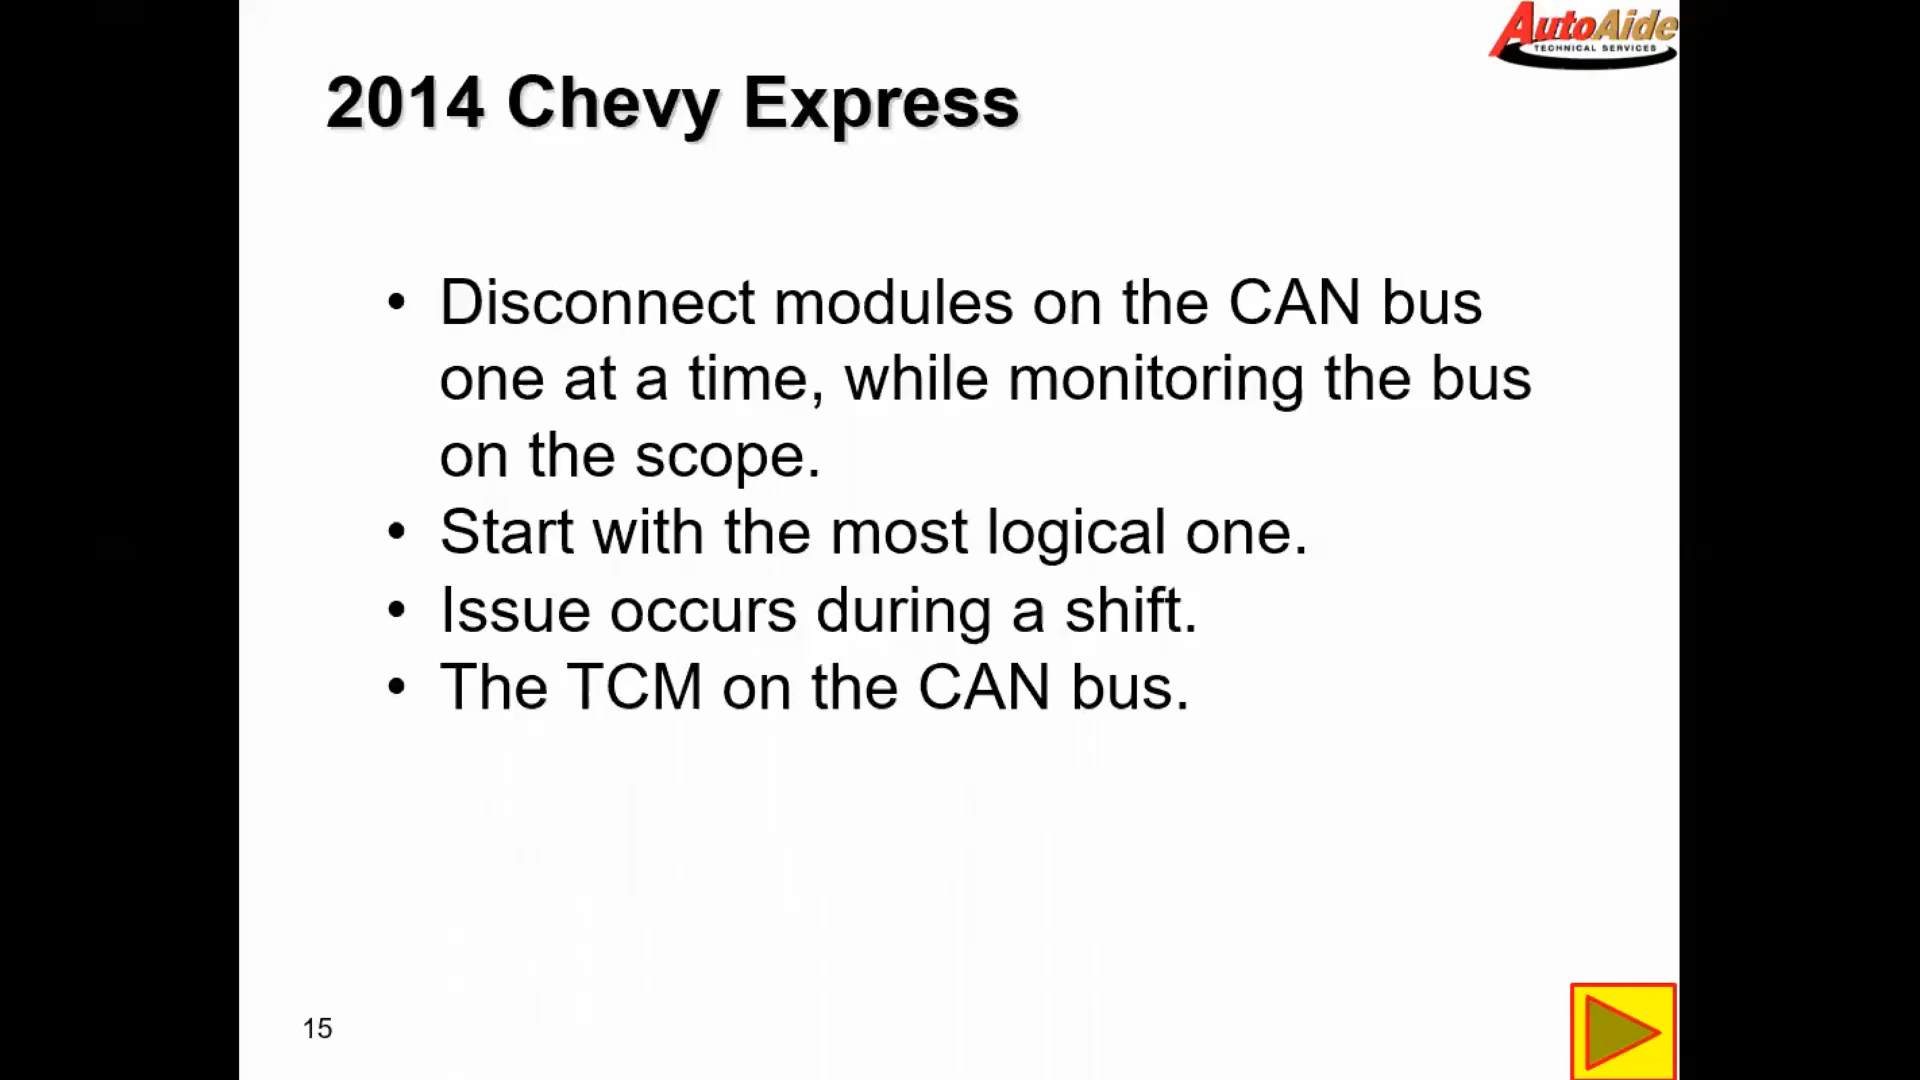 AutoAide
TECHNICAL SERVICES
2014 Chevy Express
• Disconnect modules on the CAN bus
one at a time, while monitoring the bus
on the scope.
• Start with the most logical one.
• Issue occurs during a shift.
• The TCM on the CAN bus.
15